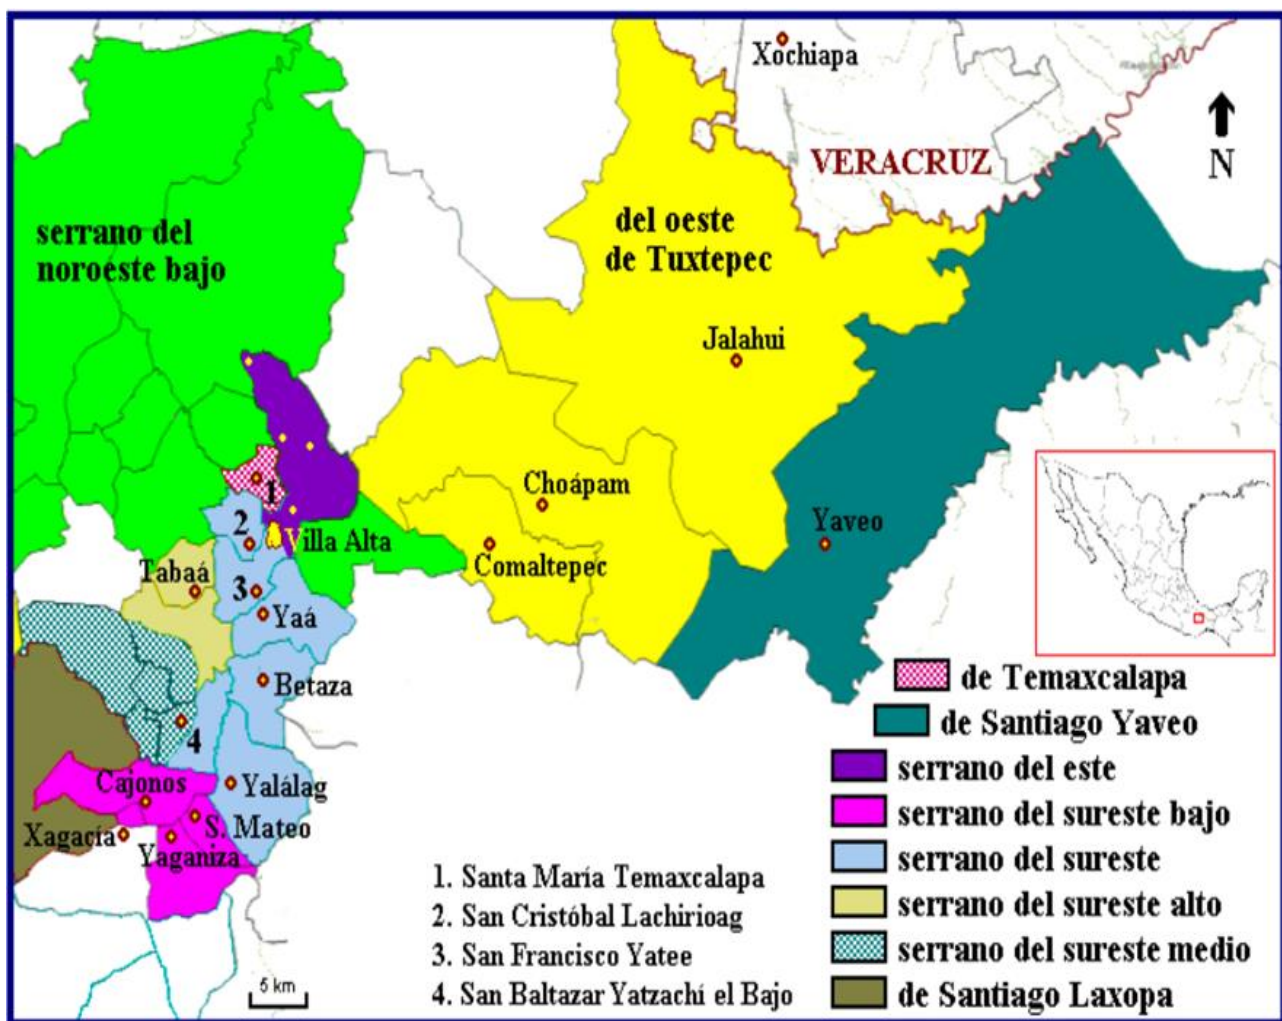 Xochiapa
VERACRUZ
N
serrano del
noroeste bajo
del oeste
de Tuxtepec
Jalahui
Choápam
Comaltepec
Yaveo
1
2
Villa Alta
Tabaá
3
Yaá
Betaza
4
Cajonos
Yalálag
S. Mateo
Xagacía
Yaganiza
5 km
1. Santa María Temaxcalapa
2. San Cristóbal Lachirioag
3. San Francisco Yatee
4. San Baltazar Yatzachí el Bajo
de Temaxcalapa
de Santiago Yaveo
serrano del este
serrano del sureste bajo
serrano del sureste
serrano del sureste alto
serrano del sureste medio
de Santiago Laxopa